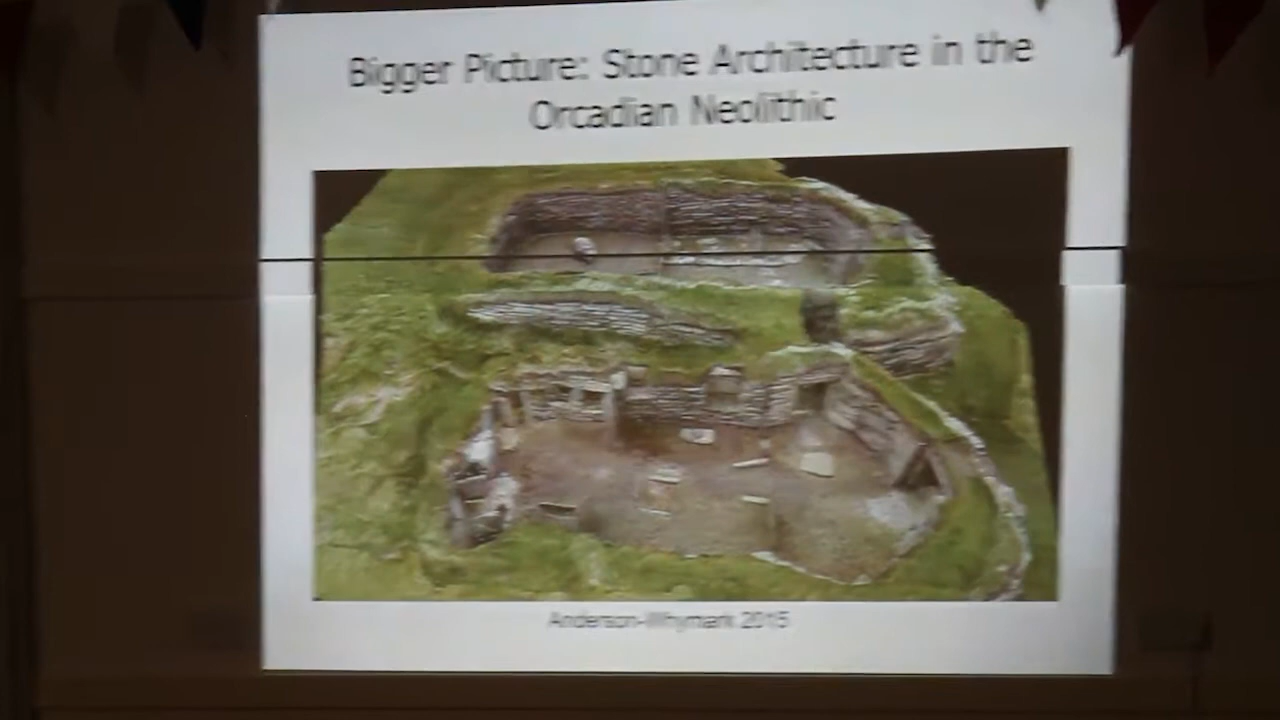 Bigger Picture: Stone Architecture in the
Orcadian Neolithic
Anderson-Whymark 2015